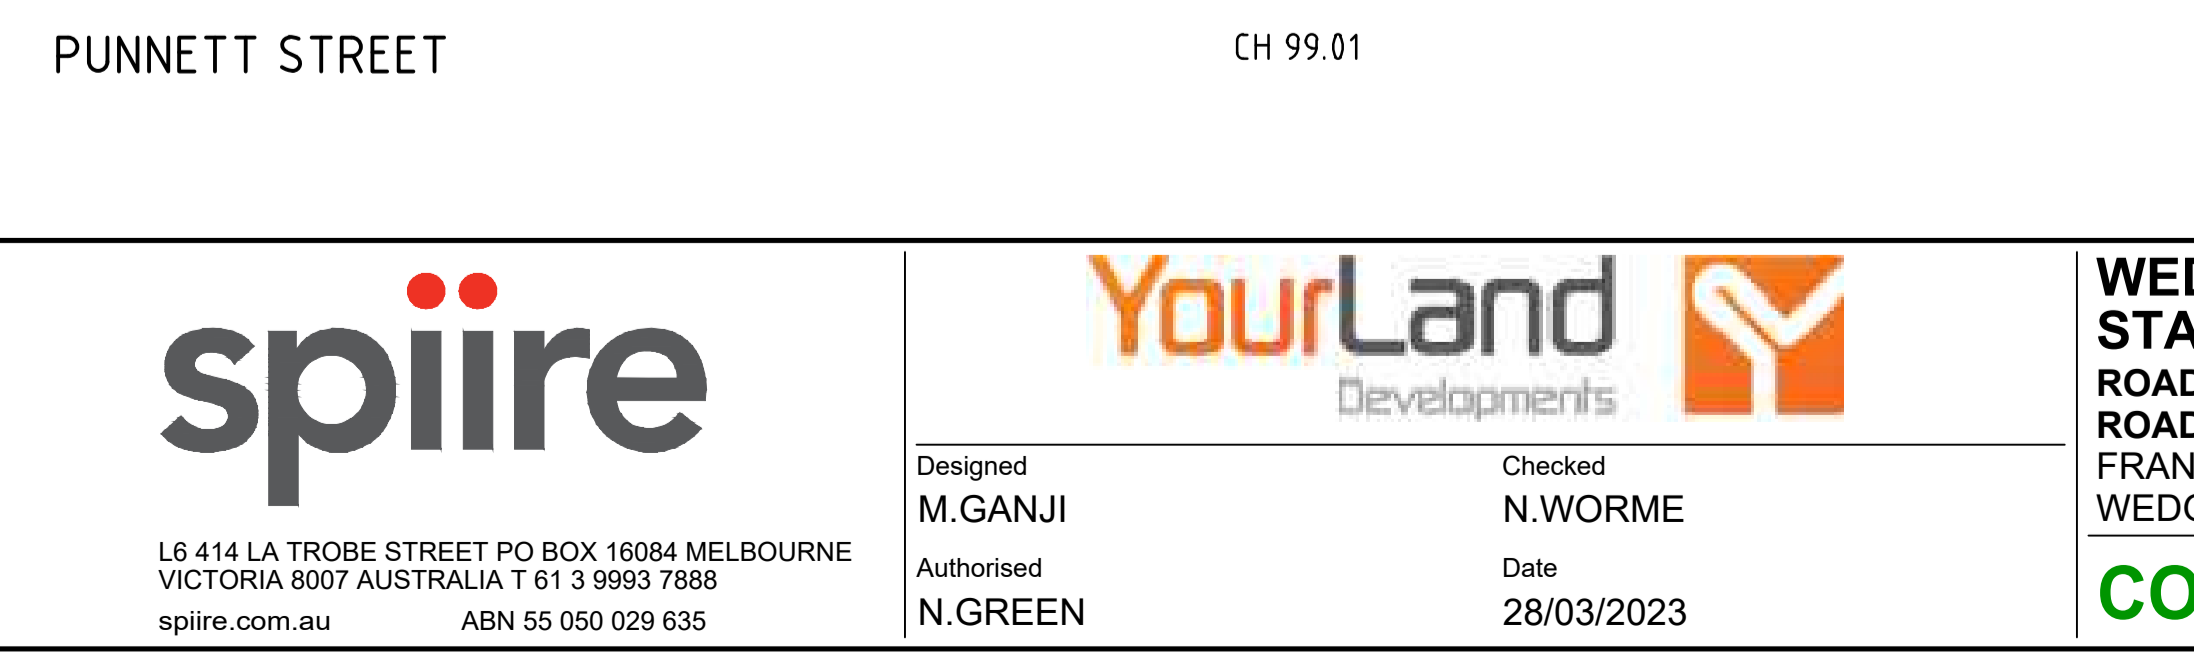 PUNNETT STREET
CH 99.01
spiire
L6 414 LA TROBE STREET PO BOX 16084 MELBOURNE
VICTORIA 8007 AUSTRALIA T 61 3 9993 7888
spiire.com.au ABN 55 050 029 635
YourLand
Developments
Designed Checked
M.GANJI N.WORME
Authorised Date
N.GREEN 28/03/2023